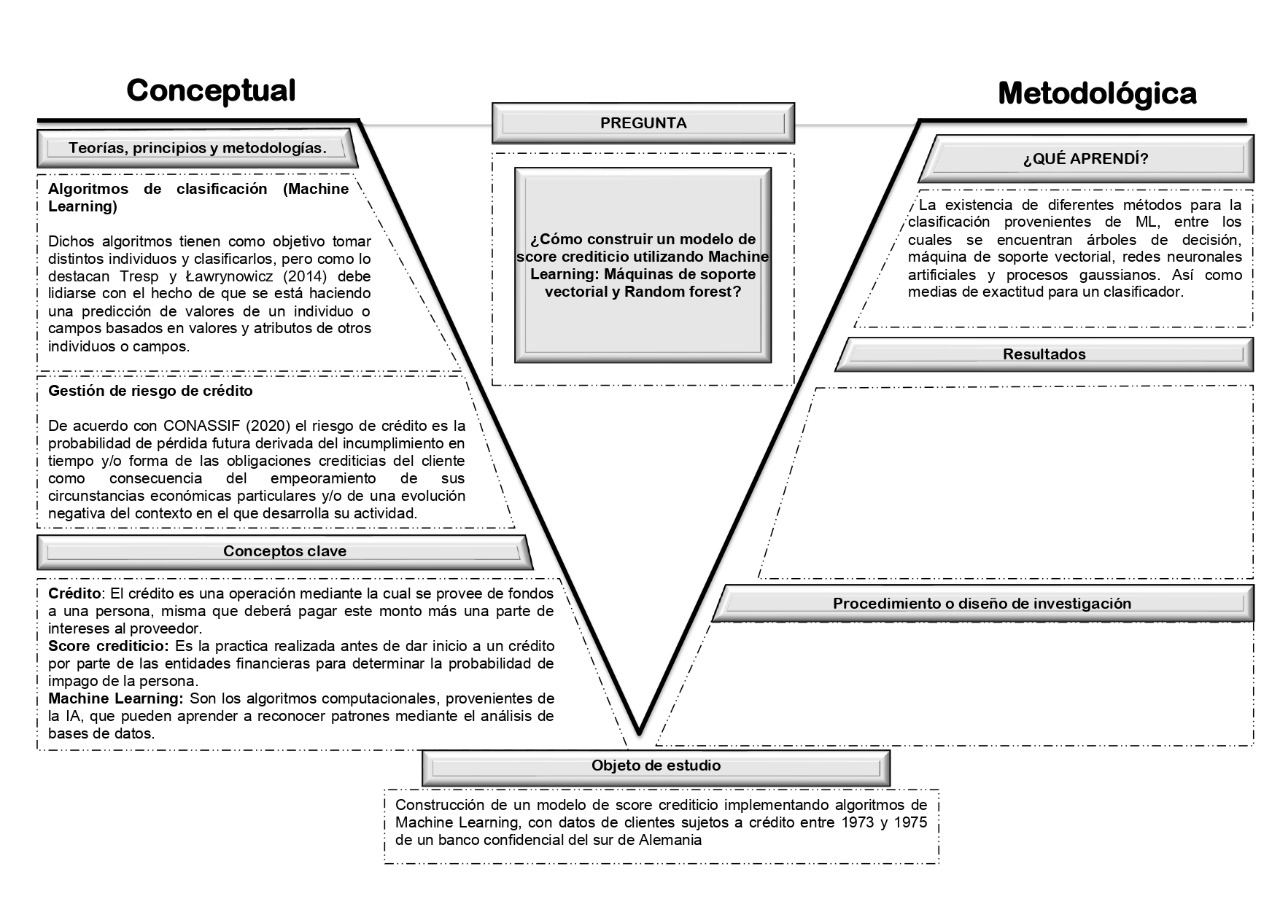 Conceptual
Metodológica
PREGUNTA
Teorías, principios y metodologías.
¿QUÉ APRENDÍ?
Algoritmos de clasificación (Machine
Learning)
Dichos algoritmos tienen como objetivo tomar
distintos individuos y clasificarlos, pero como lo
destacan Tresp y Ławrynowicz (2014) debe
lidiarse con el hecho de que se está haciendo
una predicción de valores de un individuo o
campos basados en valores y atributos de otros
individuos o campos.
¿Cómo construir un modelo de
score crediticio utilizando Machine
Learning: Máquinas de soporte
vectorial y Random forest?
La existencia de diferentes métodos para la
clasificación provenientes de ML, entre los
cuales se encuentran árboles de decisión,
máquina de soporte vectorial, redes neuronales
artificiales y procesos gaussianos. Así como
medias de exactitud para un clasificador.
Resultados
Gestión de riesgo de crédito
De acuerdo con CONASSIF (2020) el riesgo de crédito es la
probabilidad de pérdida futura derivada del incumplimiento en
tiempo y/o forma de las obligaciones crediticias del cliente
como consecuencia del empeoramiento de sus
circunstancias económicas particulares y/o de una evolución
negativa del contexto en el que desarrolla su actividad.
Conceptos clave
Crédito: El crédito es una operación mediante la cual se provee de fondos
a una persona, misma que deberá pagar este monto más una parte de
intereses al proveedor.
Score crediticio: Es la practica realizada antes de dar inicio a un crédito
por parte de las entidades financieras para determinar la probabilidad de
impago de la persona.
Machine Learning: Son los algoritmos computacionales, provenientes de
la IA, que pueden aprender a reconocer patrones mediante el análisis de
bases de datos.
Procedimiento o diseño de investigación
Objeto de estudio
Construcción de un modelo de score crediticio implementando algoritmos de
Machine Learning, con datos de clientes sujetos a crédito entre 1973 y 1975
de un banco confidencial del sur de Alemania